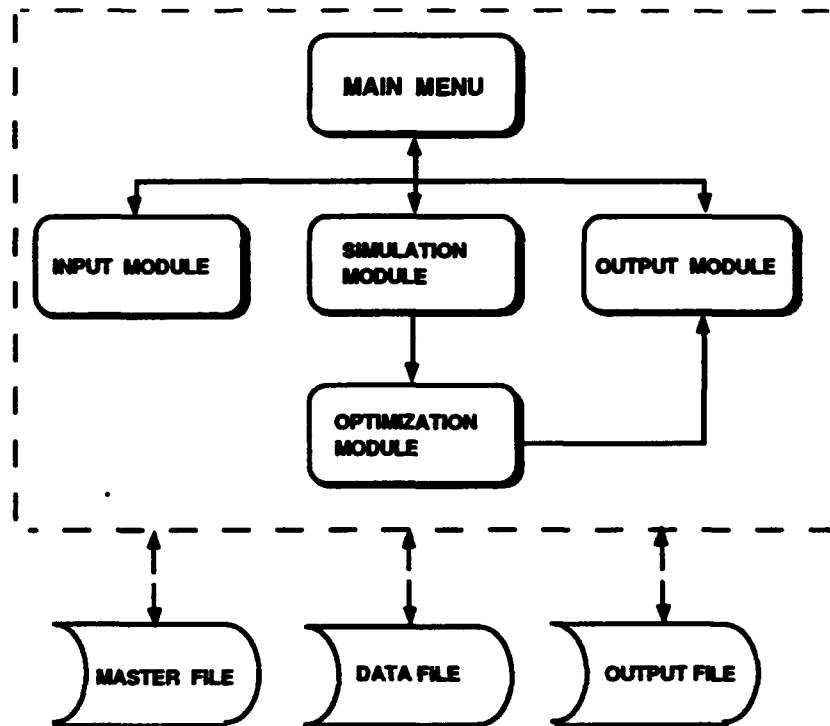 MAIN MENU
INPUT MODULE
SIMULATION
MODULE
OUTPUT MODULE
OPTIMIZATION
MODULE
MASTER FILE
DATA FILE
OUTPUT FILE